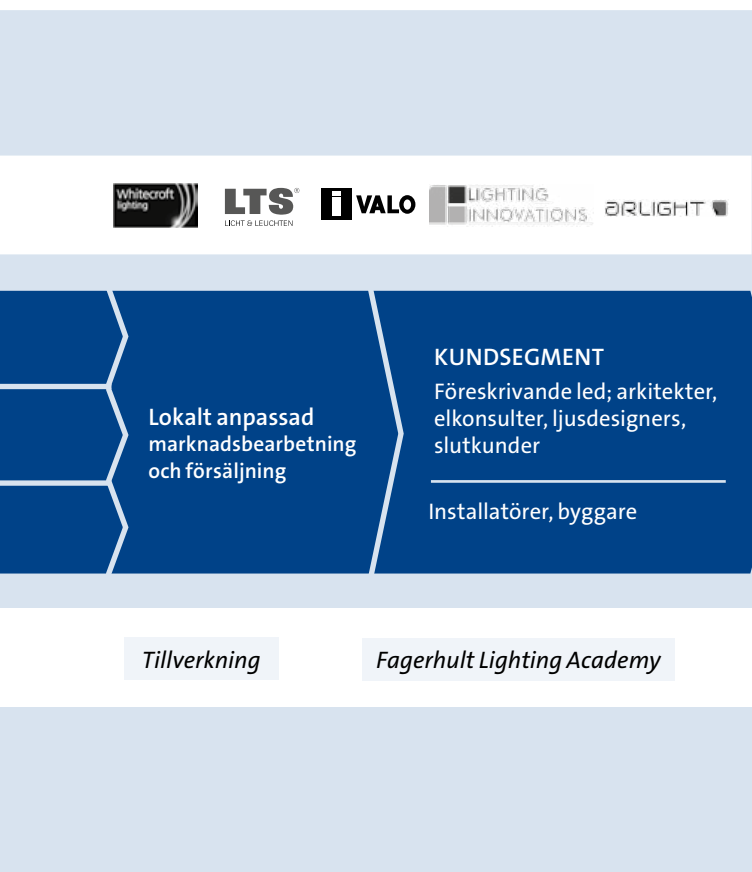 Whitecroft
lighting
LTS®
LICHT & LEUCHTEN
i VALO
LIGHTING
INNOVATIONS
ARLIGHT
Lokalt anpassad
marknadsbearbetning
och försäljning
KUNDSEGMENT
Föreskrivande led; arkitekter,
elkonsulter, ljusdesigners,
slutkunder
Installatörer, byggare
Tillverkning
Fagerhult Lighting Academy